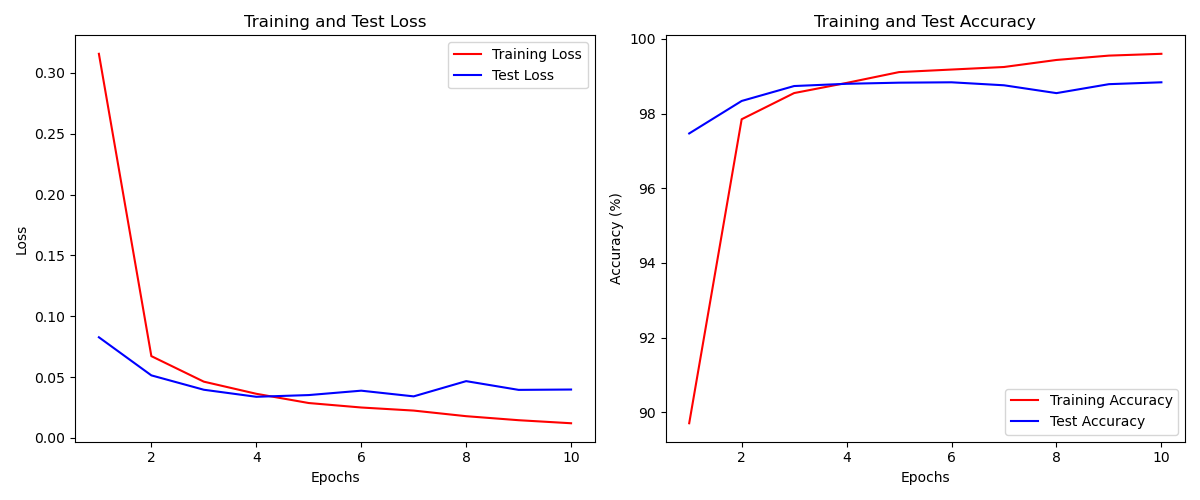 Training and Test Loss
Training Loss
Test Loss
0.30
0.25
0.20
0.15
0.10
0.05
0.00
Loss
2
4
6
8
10
Epochs
Training and Test Accuracy
100
98
96
94
92
90
Accuracy (%)
Training Accuracy
Test Accuracy
2
4
6
8
10
Epochs